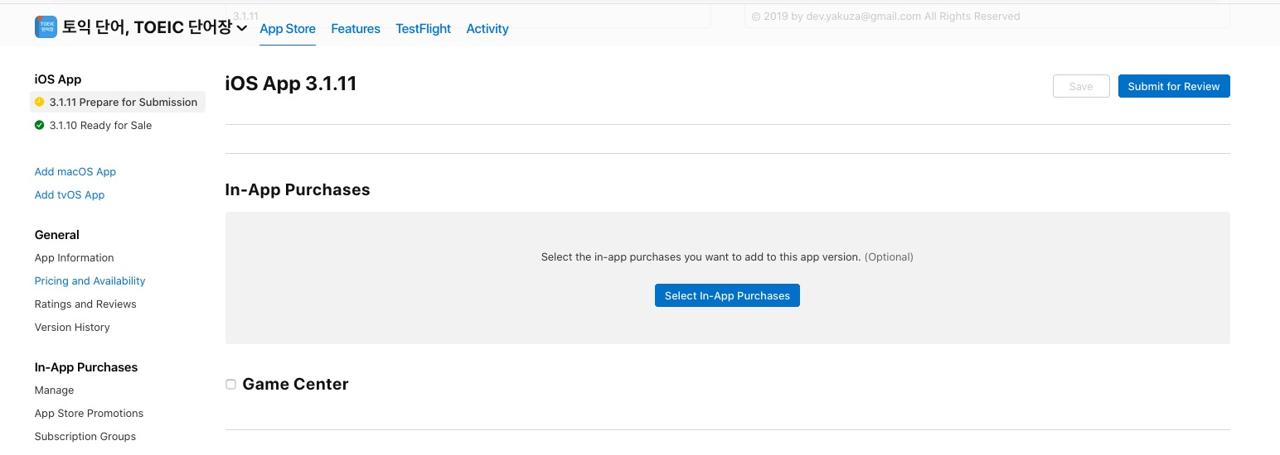 3.1.11
© 2019 by dev.yakuza@gmail.com All Rights Reserved
TOEIC
토익 단어, TOEIC 단어장
App Store
Features
TestFlight
Activity
iOS App
3.1.11 Prepare for Submission
3.1.10 Ready for Sale
Add macOS App
Add tvOS App
General
App Information
Pricing and Availability
Ratings and Reviews
Version History
In-App Purchases
Manage
App Store Promotions
Subscription Groups
iOS App 3.1.11
Save
Submit for Review
In-App Purchases
Select the in-app purchases you want to add to this app version. (Optional)
Select In-App Purchases
Game Center